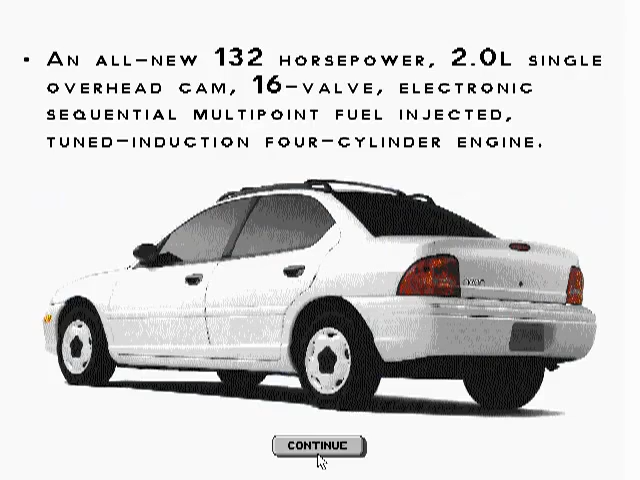 • An all-new 132 horsepower, 2.0L single
overhead cam, 16-valve, electronic
sequential multipoint fuel injected,
tuned-induction four-cylinder engine.
CONTINUE